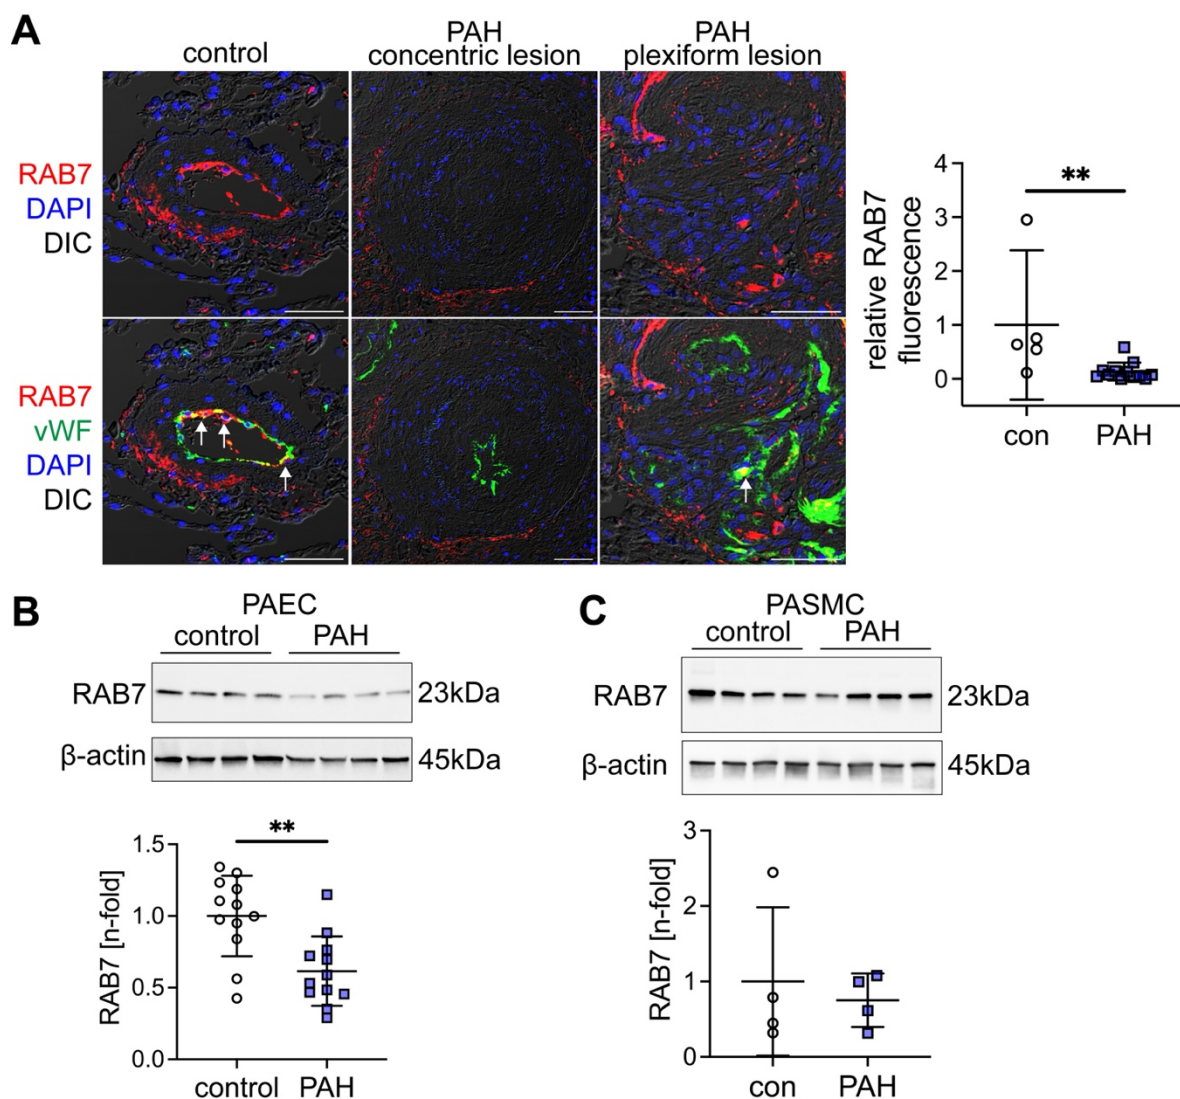 A
control
PAH
concentric lesion
PAH
plexiform lesion
RAB7
DAPI
DIC
RAB7
vWF
DAPI
DIC
relative RAB7
fluorescence
4
3
2
1
0
**
con
PAH
B
PAEC
control
PAH
RAB7
23kDa
β-actin
45kDa
RAB7 [n-fold]
1.5
1.0
0.5
0.0
**
control
PAH
C
PASMC
control
PAH
RAB7
23kDa
β-actin
45kDa
RAB7 [n-fold]
3
2
1
0
con
PAH